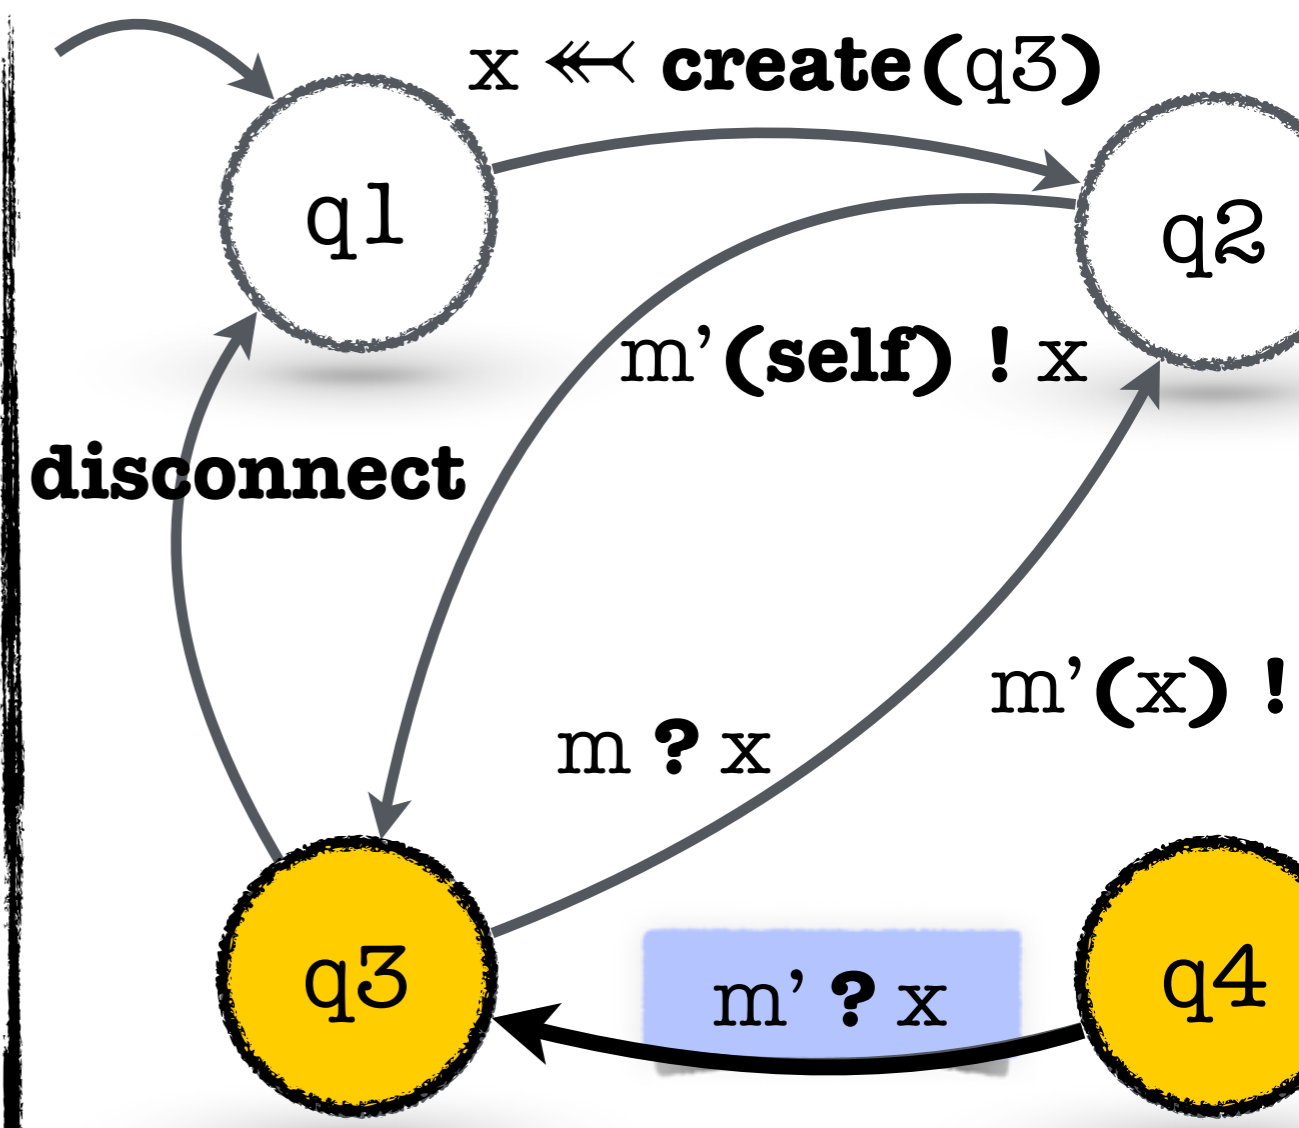 x ⤛ create(q3)
q1
q2
m'(self) ! x
disconnect
m'(x) !
m ? x
q3
m' ? x
q4